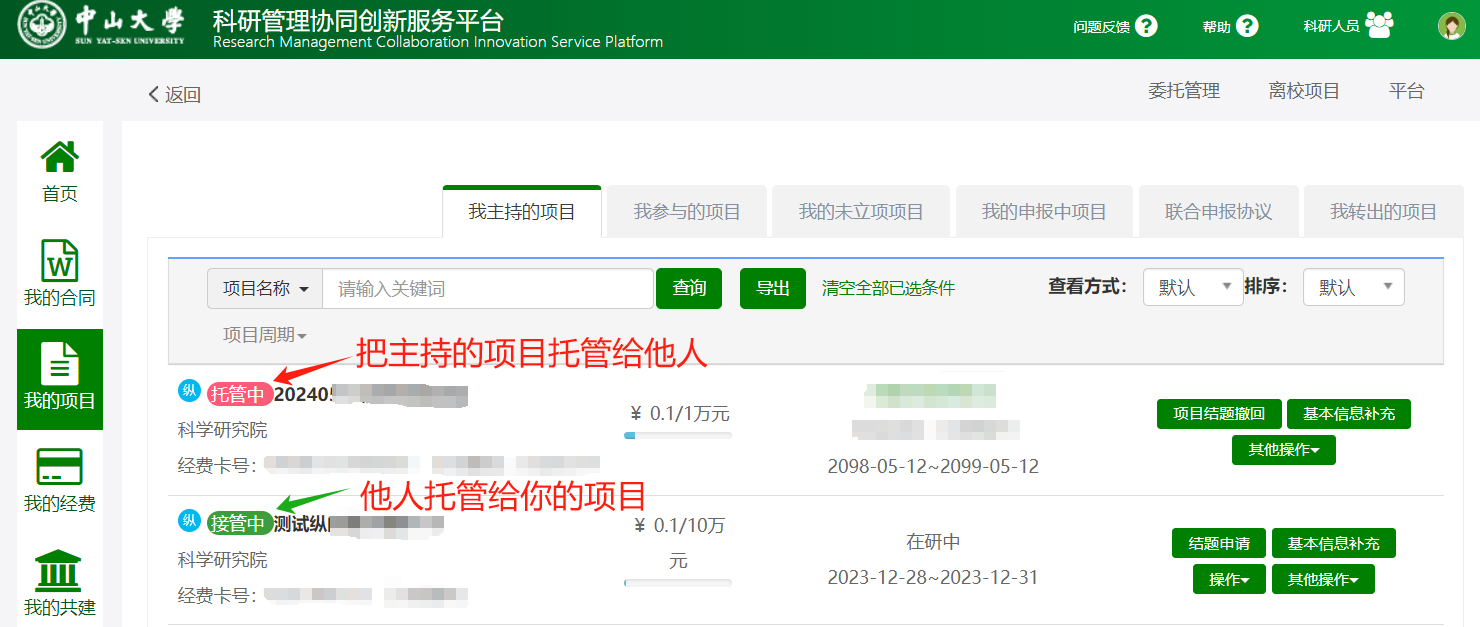 中山大学
SUN YAT-SEN UNIVERSITY
科研管理协同创新服务平台
Research Management Collaboration Innovation Service Platform
问题反馈 ?
帮助 ?
科研人员
返回
委托管理
离校项目
平台
首页
W
我的合同
我的项目
我的经费
我的共建
我主持的项目
我参与的项目
我的未立项项目
我的申报中项目
联合申报协议
我转出的项目
项目名称
请输入关键词
查询
导出
清空全部已选条件
查看方式：
默认
排序：
默认
项目周期
把主持的项目托管给他人
纵 托管中 20240
科学研究院
经费卡号：
￥ 0.1/1万元
2098-05-12~2099-05-12
项目结题撤回
基本信息补充
其他操作
他人托管给你的项目
纵 接管中 测试纵
科学研究院
经费卡号：
￥ 0.1/10万
元
在研中
2023-12-28~2023-12-31
结题申请
基本信息补充
操作
其他操作